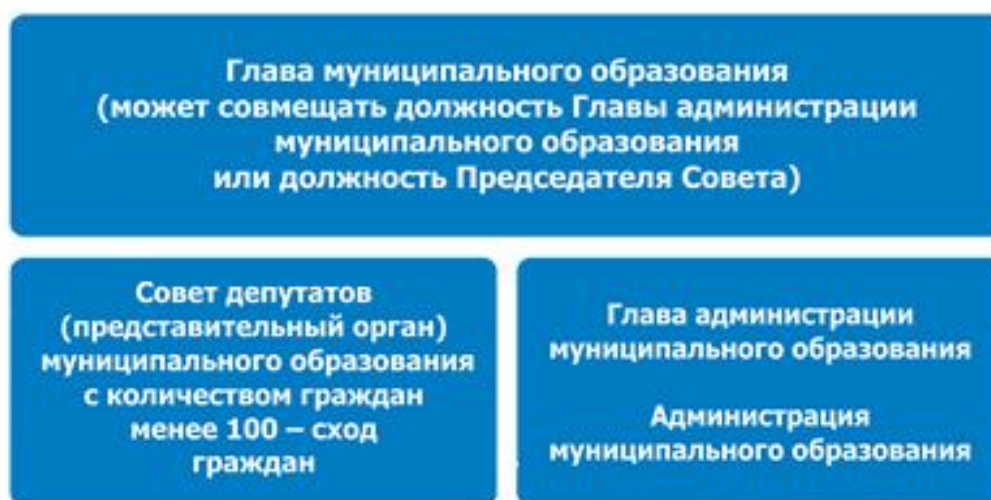 Глава муниципального образования
(может совмещать должность Главы администрации
муниципального образования
или должность Председателя Совета)
Совет депутатов
(представительный орган)
муниципального образования
с количеством граждан
менее 100 – сход
граждан
Глава администрации
муниципального образования
Администрация
муниципального образования